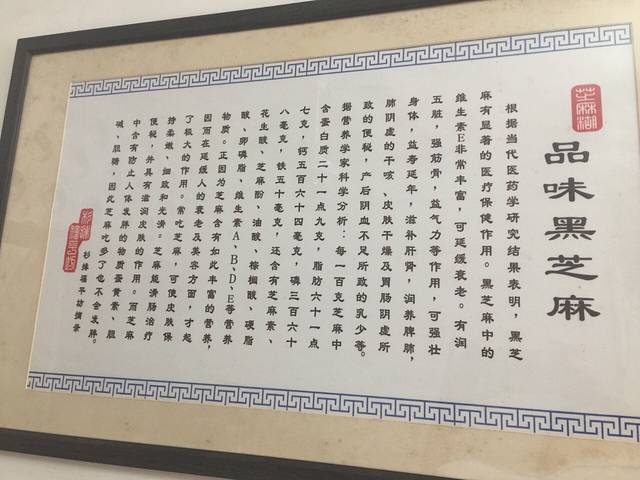 芝麻糊
品味黑芝麻
根据当代医药学研究结果表明，黑芝
麻有显著的医疗保健作用。黑芝麻中的
维生素E非常丰富，可延缓衰老。有润
五脏，强筋骨，益气力等作用，可强壮
身体，益寿延年，滋补肝肾，润养脾肺，
肺阴虚的干咳、皮肤干燥及胃肠阴虚所
致的便秘，产后阴血不足所致的乳少等。
据营养学家科学分析：每一百克芝麻中
含蛋白质二十一点九克，脂肪六十一点
七克，钙五百六十四毫克，磷三百六十
八毫克，铁五十毫克，还含有芝麻素、
花生酸、芝麻酚、油酸、棕榈酸、硬脂
酸、卵磷脂，维生素A、B、D、E等营养
物质。正因为芝麻含有如此丰富的营养，
因而在延缓人的衰老及美容方面，才起
了极大的作用。常吃芝麻，可使皮肤保
持柔嫩、细致和光滑。芝麻能滑肠治疗
便秘，并具有滋润皮肤的作用。而芝麻
中含有防止人体发胖的物质蛋黄素、胆
碱、肌糖，因此芝麻吃多了也不会发胖。
坊摘录